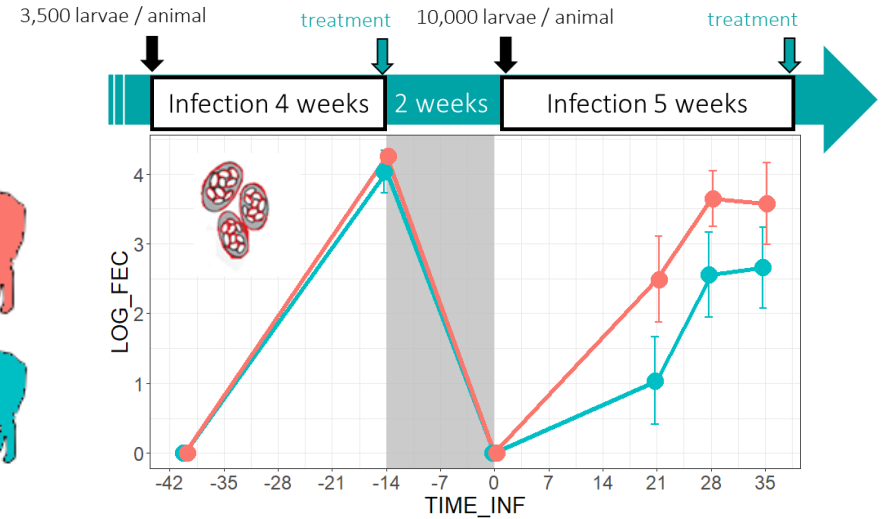 3,500 larvae / animal
treatment
10,000 larvae / animal
treatment
Infection 4 weeks
2 weeks
Infection 5 weeks
LOG_FEC
4
3
2
1
0
-42 -35 -28 -21 -14 -7 0 7 14 21 28 35
TIME_INF